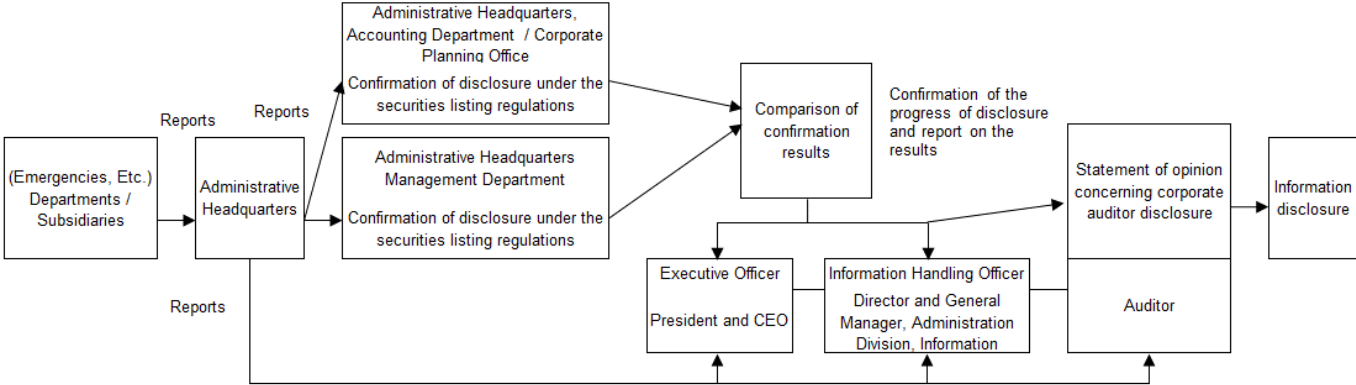 Reports
(Emergencies, Etc.)
Departments /
Subsidiaries
Administrative
Headquarters
Reports
Administrative Headquarters,
Accounting Department / Corporate
Planning Office
Confirmation of disclosure under the
securities listing regulations
Administrative Headquarters
Management Department
Confirmation of disclosure under the
securities listing regulations
Comparison of
confirmation
results
Confirmation of the
progress of disclosure
and report on the
results
Statement of opinion
concerning corporate
auditor disclosure
Information
disclosure
Executive Officer
President and CEO
Information Handling Officer
Director and General
Manager, Administration
Division, Information
Auditor
Reports